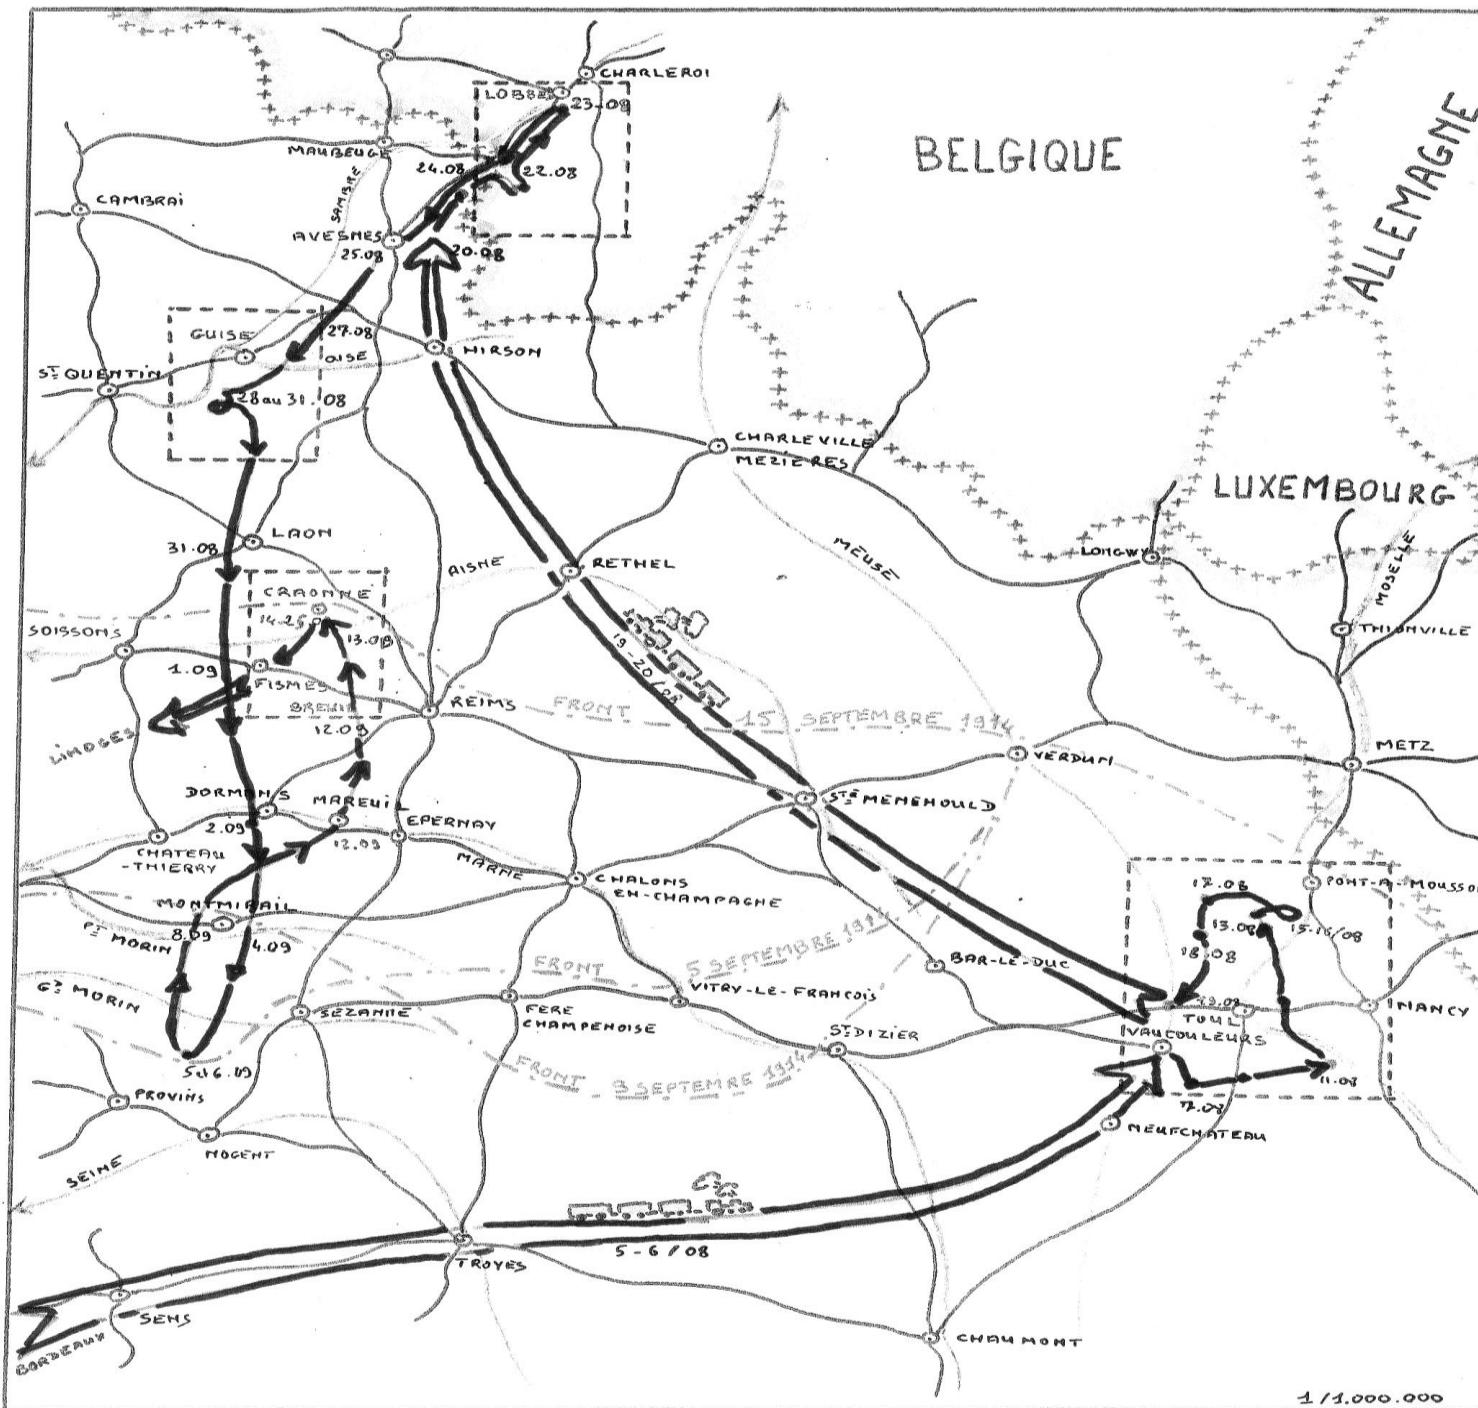 CHARLEROI
LOBBES
23-08
BELGIQUE
ALLEMAGNE
MAUBEUGE
24.08
22.08
SAMBRE
CAMBRAI
AVESNES
25.08
20.08
GUISE
27.08
OISE
HIRSON
ST QUENTIN
28 au 31.08
CHARLEVILLE
MEZIERES
LUXEMBOURG
LAON
31.08
AISNE
RETHEL
MEUSE
LONGWY
MOSELLE
CRAONNE
13.09
SOISSONS
THIONVILLE
1.09
FISMES
BREUIL
19-20/08
REIMS
FRONT 15 SEPTEMBRE 1914
12.09
LIMOGES
VERDUN
METZ
DORMANS
MAREUIL
STE MENEHOULD
2.09
12.09
EPERNAY
CHATEAU
-THIERRY
MARNE
CHALONS
EN-CHAMPAGNE
PONT-A-MOUSSON
17.08
MONTMIRAIL
8.09
4.09
PT MORIN
13.08
15.16/08
18.08
FRONT 5 SEPTEMBRE 1914
BAR-LE-DUC
GD MORIN
VITRY-LE-FRANCOIS
SEZANNE
FERE
CHAMPENOISE
TOUL
NANCY
VAUCOULEURS
ST DIZIER
5et6.09
FRONT 9 SEPTEMRE 1914
11.08
7.08
PROVINS
NOGENT
NEUFCHATEAU
SEINE
5-6/08
TROYES
SENS
BORDEAUX
CHAUMONT
1/1.000.000